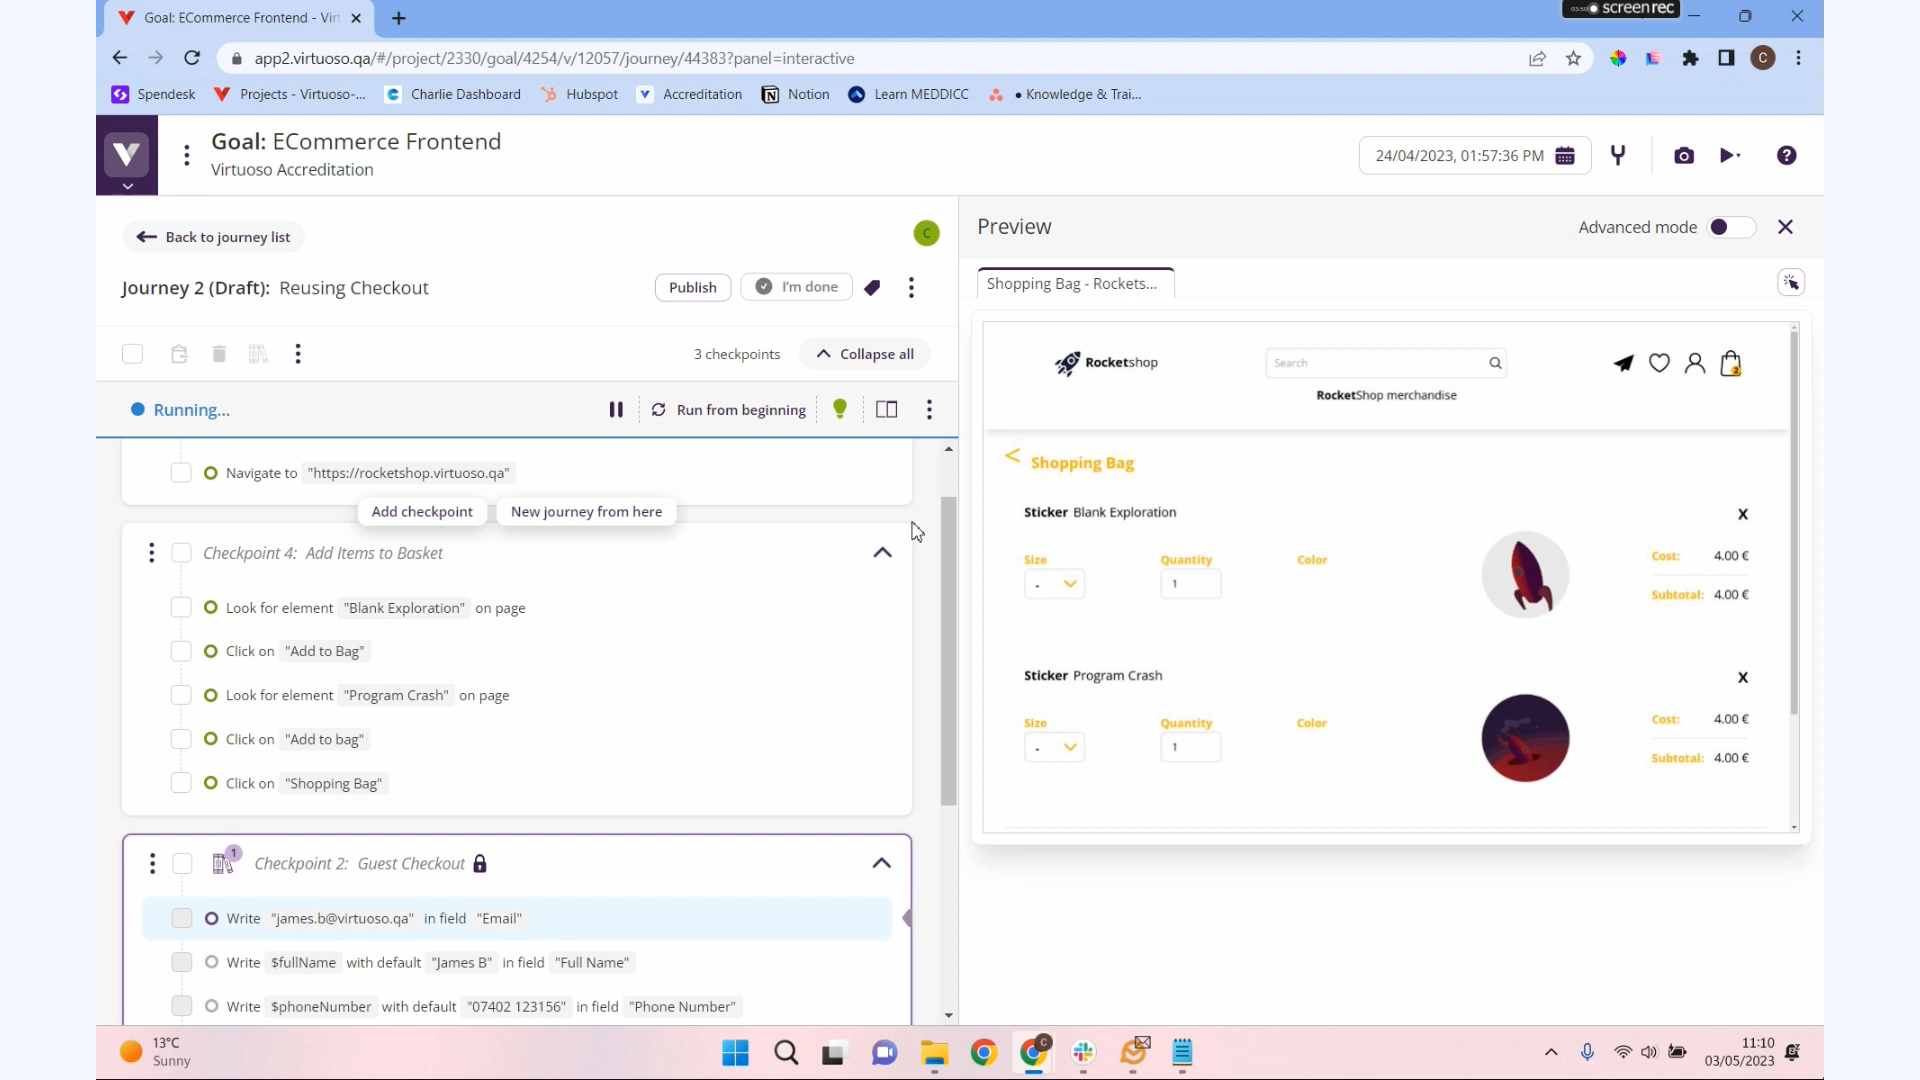 Goal: ECommerce Frontend - Virt
03:50 screenrec
app2.virtuoso.qa/#/project/2330/goal/4254/v/12057/journey/44383?panel=interactive
C
Spendesk
Projects - Virtuoso-...
Charlie Dashboard
Hubspot
Accreditation
Notion
Learn MEDDICC
• Knowledge & Trai...
Goal: ECommerce Frontend
Virtuoso Accreditation
24/04/2023, 01:57:36 PM
Back to journey list
C
Journey 2 (Draft): Reusing Checkout
Publish
I'm done
3 checkpoints
Collapse all
Running...
Run from beginning
Navigate to "https://rocketshop.virtuoso.qa"
Add checkpoint
New journey from here
Checkpoint 4: Add Items to Basket
Look for element "Blank Exploration" on page
Click on "Add to Bag"
Look for element "Program Crash" on page
Click on "Add to bag"
Click on "Shopping Bag"
1
Checkpoint 2: Guest Checkout
Write "james.b@virtuoso.qa" in field "Email"
Write $fullName with default "James B" in field "Full Name"
Write $phoneNumber with default "07402 123156" in field "Phone Number"
Preview
Advanced mode
Shopping Bag - Rockets...
Rocketshop
Search
2
RocketShop merchandise
< Shopping Bag
Sticker Blank Exploration
X
Size
Quantity
Color
-
1
Cost: 4.00 €
Subtotal: 4.00 €
Sticker Program Crash
X
Size
Quantity
Color
-
1
Cost: 4.00 €
Subtotal: 4.00 €
13°C
Sunny
C
11:10
03/05/2023